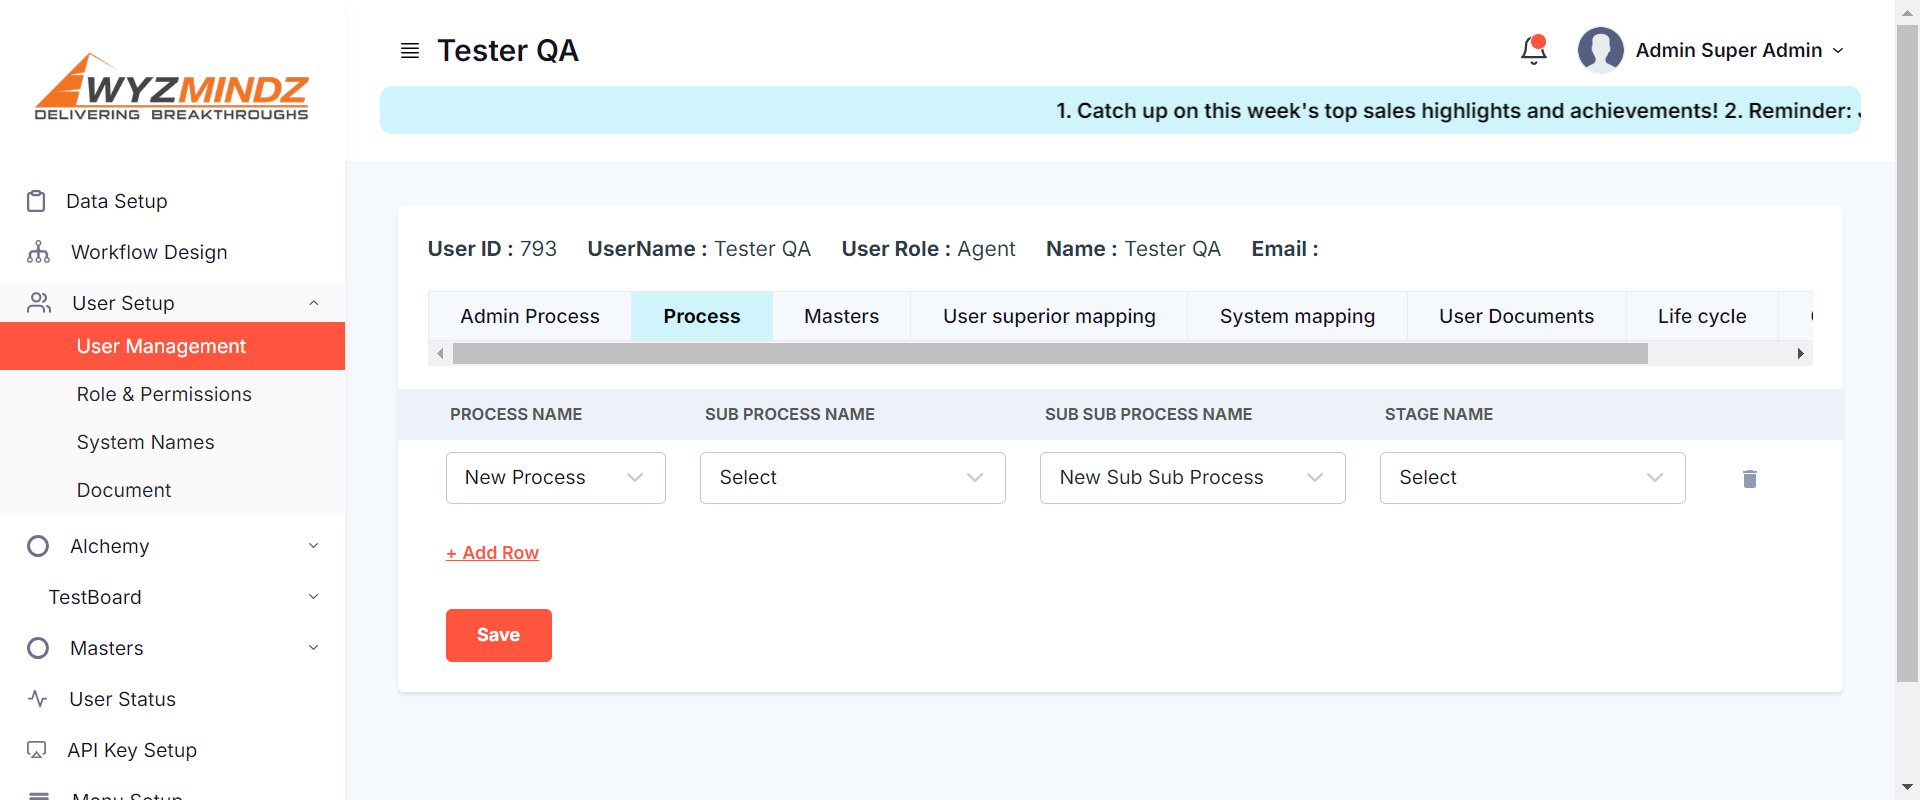 WYZMINDZ
DELIVERING BREAKTHROUGHS
Data Setup
Workflow Design
User Setup
User Management
Role & Permissions
System Names
Document
Alchemy
TestBoard
Masters
User Status
API Key Setup
Menu Setup
Tester QA
Admin Super Admin
1. Catch up on this week's top sales highlights and achievements! 2. Reminder:
User ID : 793 UserName : Tester QA User Role : Agent Name : Tester QA Email :
Admin Process Process Masters User superior mapping System mapping User Documents Life cycle
PROCESS NAME SUB PROCESS NAME SUB SUB PROCESS NAME STAGE NAME
New Process Select New Sub Sub Process Select
+ Add Row
Save